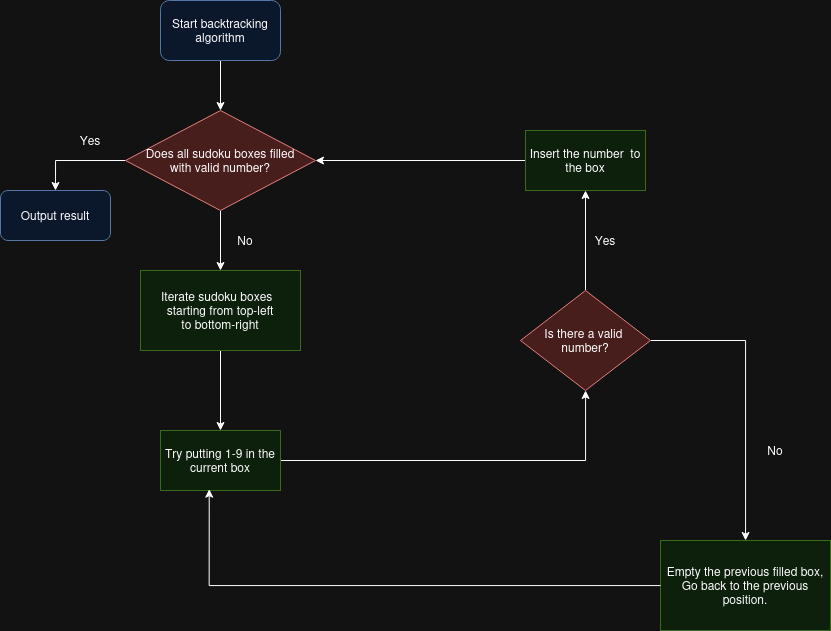 Start backtracking
algorithm
Yes
Does all sudoku boxes filled
with valid number?
Insert the number to
the box
Output result
No
Yes
Iterate sudoku boxes
starting from top-left
to bottom-right
Is there a valid
number?
Try putting 1-9 in the
current box
No
Empty the previous filled box,
Go back to the previous
position.